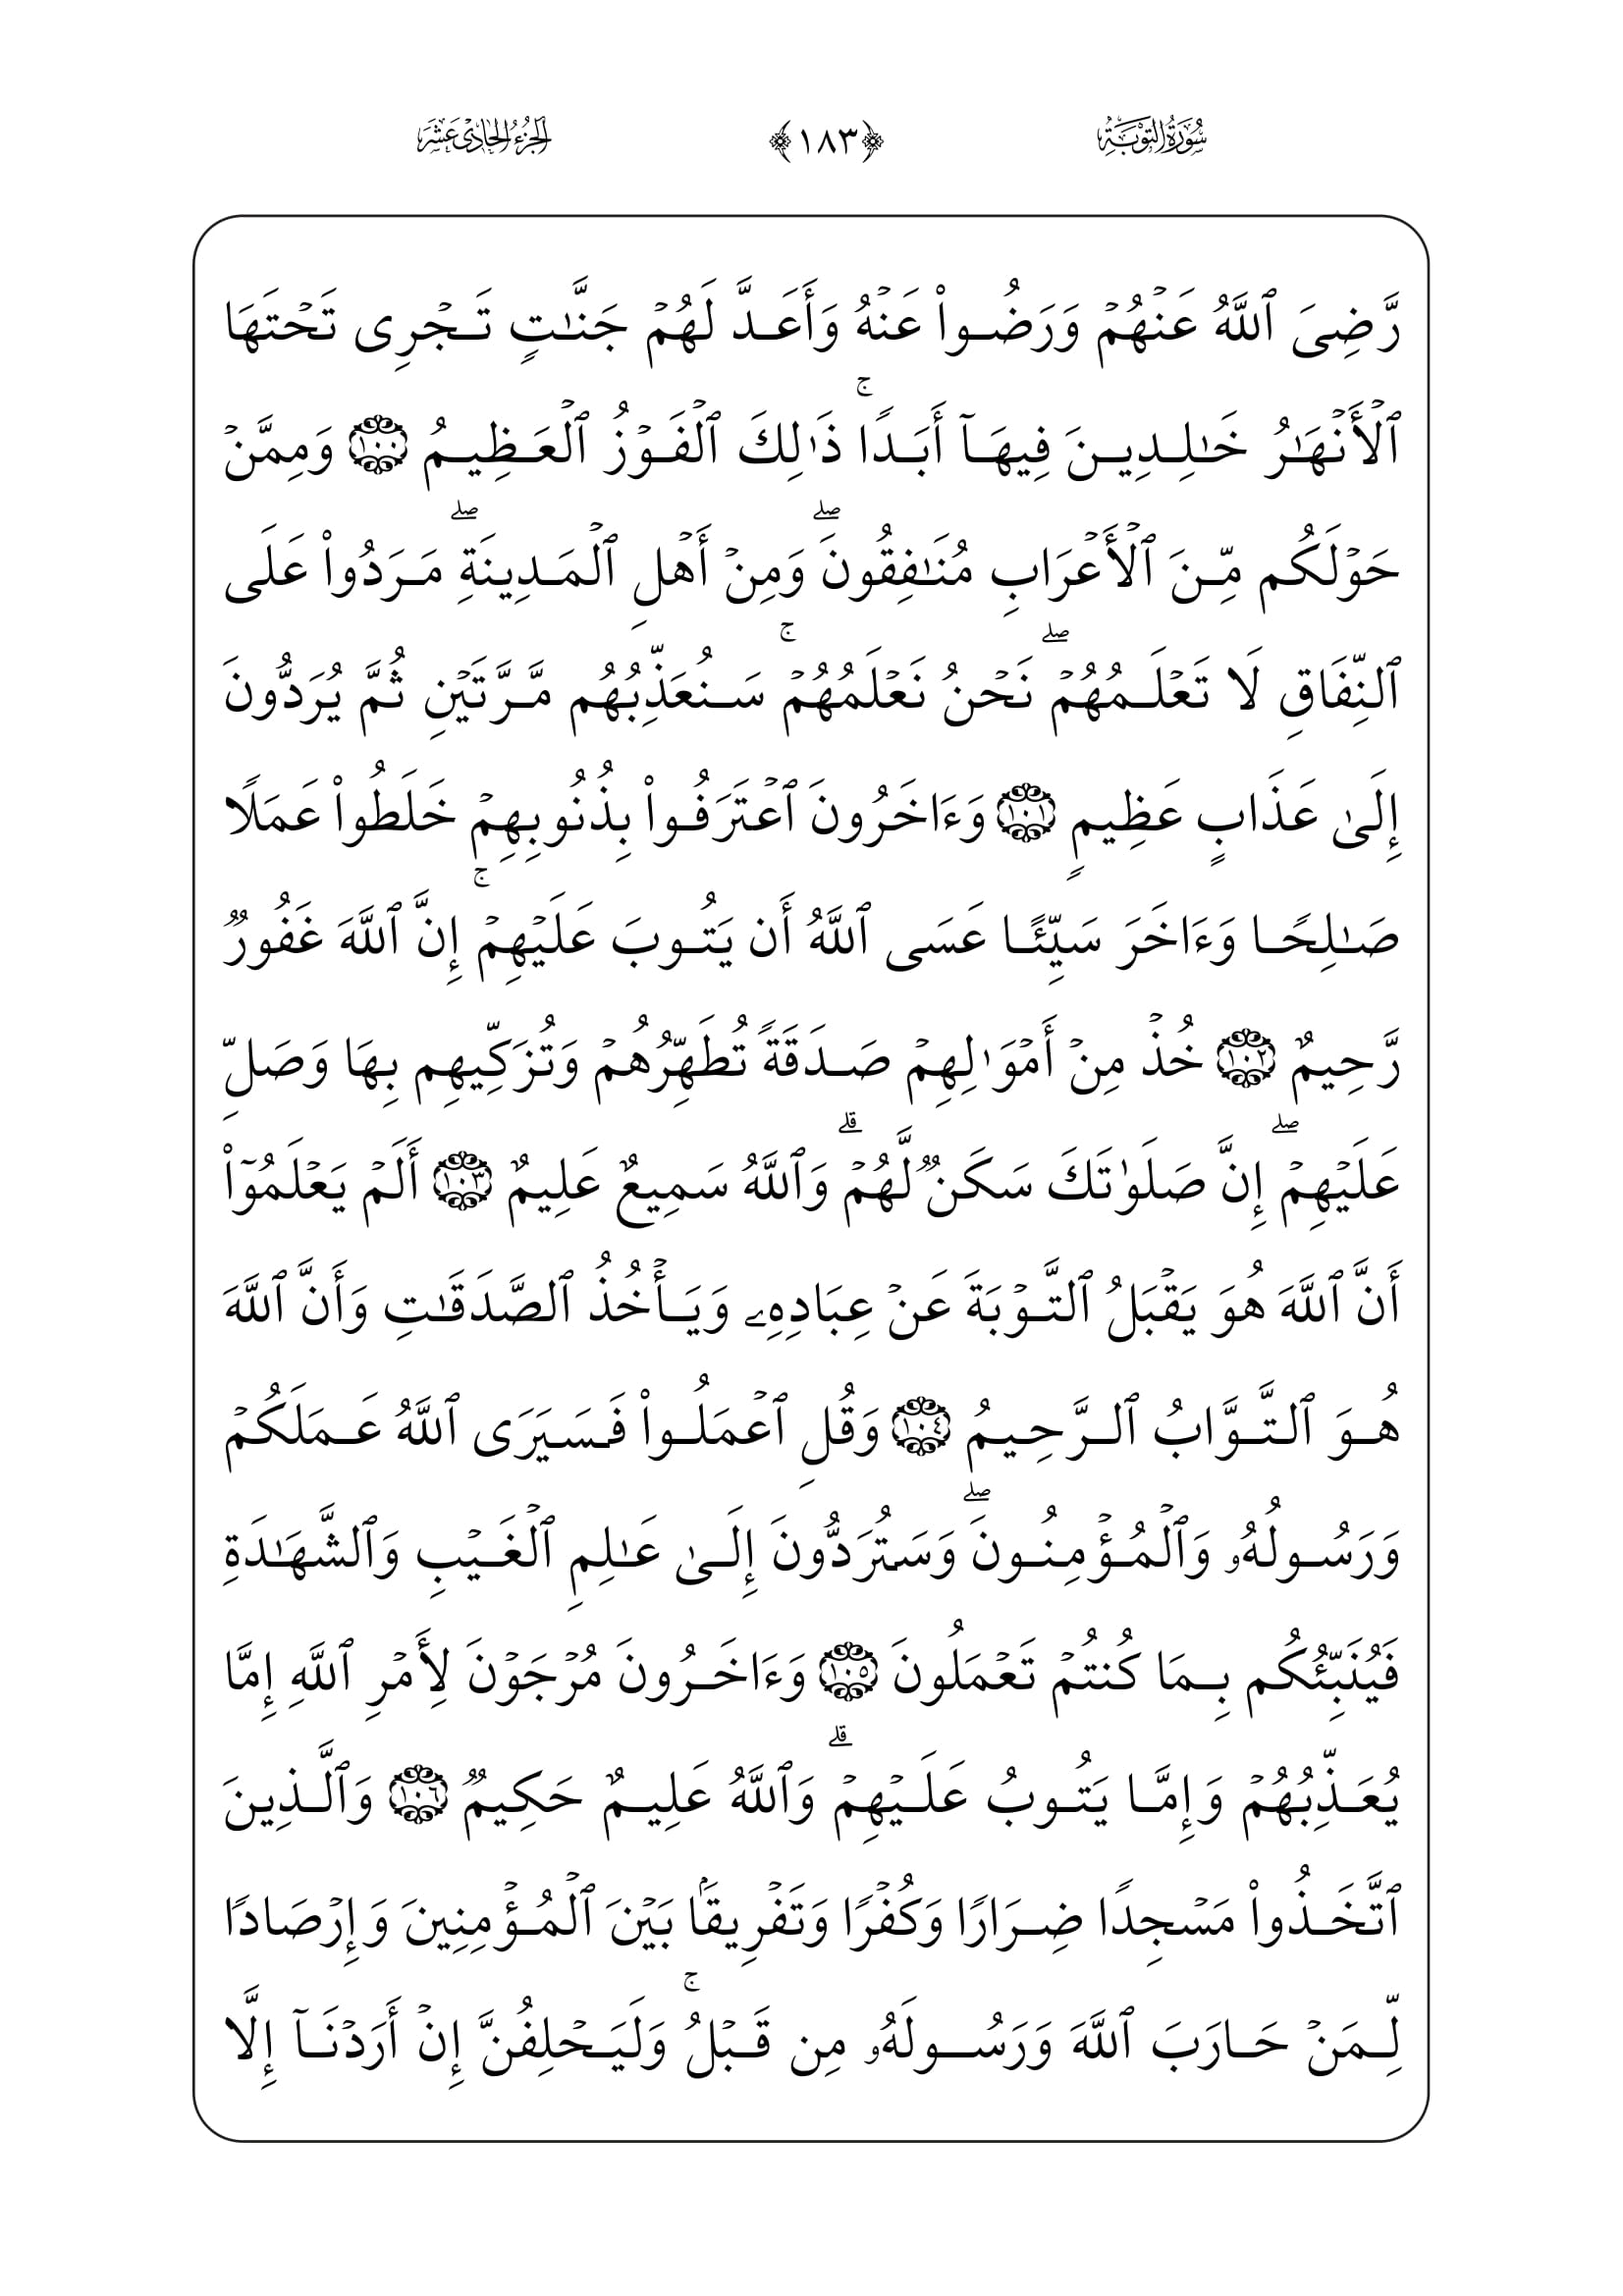 سُورَةُ التَّوۡبَةِ ﴿١٨٣﴾ الجُزۡءُ الحَادِى عَشَرَ
رَّضِىَ ٱللَّهُ عَنۡهُمۡ وَرَضُوا۟ عَنۡهُ وَأَعَدَّ لَهُمۡ جَنَّـٰتٍ تَجۡرِى تَحۡتَهَا
ٱلۡأَنۡهَـٰرُ خَـٰلِدِينَ فِيهَآ أَبَدًاۚ ذَٰلِكَ ٱلۡفَوۡزُ ٱلۡعَظِيمُ ١٠٠ وَمِمَّنۡ
حَوۡلَكُم مِّنَ ٱلۡأَعۡرَابِ مُنَـٰفِقُونَۖ وَمِنۡ أَهۡلِ ٱلۡمَدِينَةِۖ مَرَدُوا۟ عَلَى
ٱلنِّفَاقِ لَا تَعۡلَمُهُمۡۖ نَحۡنُ نَعۡلَمُهُمۡۚ سَنُعَذِّبُهُم مَّرَّتَيۡنِ ثُمَّ يُرَدُّونَ
إِلَىٰ عَذَابٍ عَظِيمٍ ١٠١ وَءَاخَرُونَ ٱعۡتَرَفُوا۟ بِذُنُوبِهِمۡ خَلَطُوا۟ عَمَلًا
صَـٰلِحًا وَءَاخَرَ سَيِّئًا عَسَى ٱللَّهُ أَن يَتُوبَ عَلَيۡهِمۡۚ إِنَّ ٱللَّهَ غَفُورٌ
رَّحِيمٌ ١٠٢ خُذۡ مِنۡ أَمۡوَٰلِهِمۡ صَدَقَةً تُطَهِّرُهُمۡ وَتُزَكِّيهِم بِهَا وَصَلِّ
عَلَيۡهِمۡۖ إِنَّ صَلَوٰتَكَ سَكَنٌ لَّهُمۡۗ وَٱللَّهُ سَمِيعٌ عَلِيمٌ ١٠٣ أَلَمۡ يَعۡلَمُوٓا۟
أَنَّ ٱللَّهَ هُوَ يَقۡبَلُ ٱلتَّوۡبَةَ عَنۡ عِبَادِهِۦ وَيَأۡخُذُ ٱلصَّدَقَـٰتِ وَأَنَّ ٱللَّهَ
هُوَ ٱلتَّوَّابُ ٱلرَّحِيمُ ١٠٤ وَقُلِ ٱعۡمَلُوا۟ فَسَيَرَى ٱللَّهُ عَمَلَكُمۡ
وَرَسُولُهُۥ وَٱلۡمُؤۡمِنُونَۖ وَسَتُرَدُّونَ إِلَىٰ عَـٰلِمِ ٱلۡغَيۡبِ وَٱلشَّهَـٰدَةِ
فَيُنَبِّئُكُم بِمَا كُنتُمۡ تَعۡمَلُونَ ١٠٥ وَءَاخَرُونَ مُرۡجَوۡنَ لِأَمۡرِ ٱللَّهِ إِمَّا
يُعَذِّبُهُمۡ وَإِمَّا يَتُوبُ عَلَيۡهِمۡۗ وَٱللَّهُ عَلِيمٌ حَكِيمٌ ١٠٦ وَٱلَّذِينَ
ٱتَّخَذُوا۟ مَسۡجِدًا ضِرَارًا وَكُفۡرًا وَتَفۡرِيقَۢا بَيۡنَ ٱلۡمُؤۡمِنِينَ وَإِرۡصَادًا
لِّمَنۡ حَارَبَ ٱللَّهَ وَرَسُولَهُۥ مِن قَبۡلُۚ وَلَيَحۡلِفُنَّ إِنۡ أَرَدۡنَآ إِلَّا